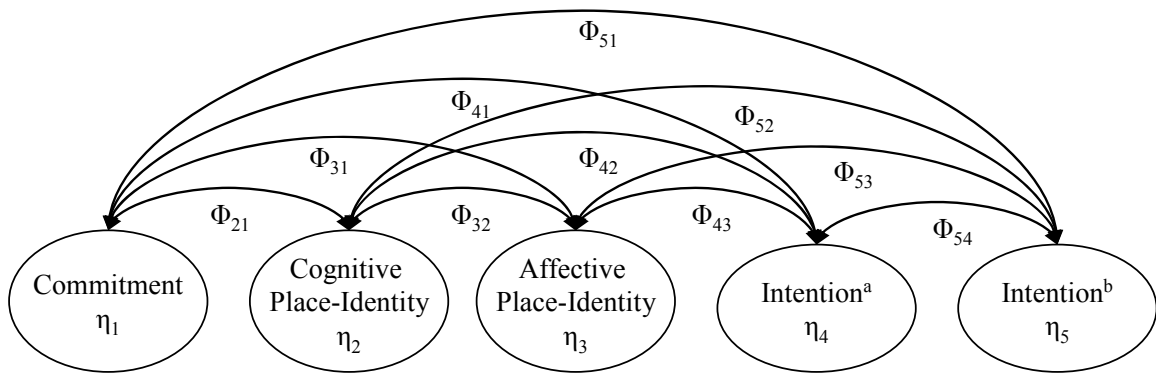 Φ51
Φ41
Φ52
Φ31
Φ42
Φ53
Φ21
Φ32
Φ43
Φ54
Commitment
η1
Cognitive
Place-Identity
η2
Affective
Place-Identity
η3
Intentionᵃ
η4
Intentionᵇ
η5